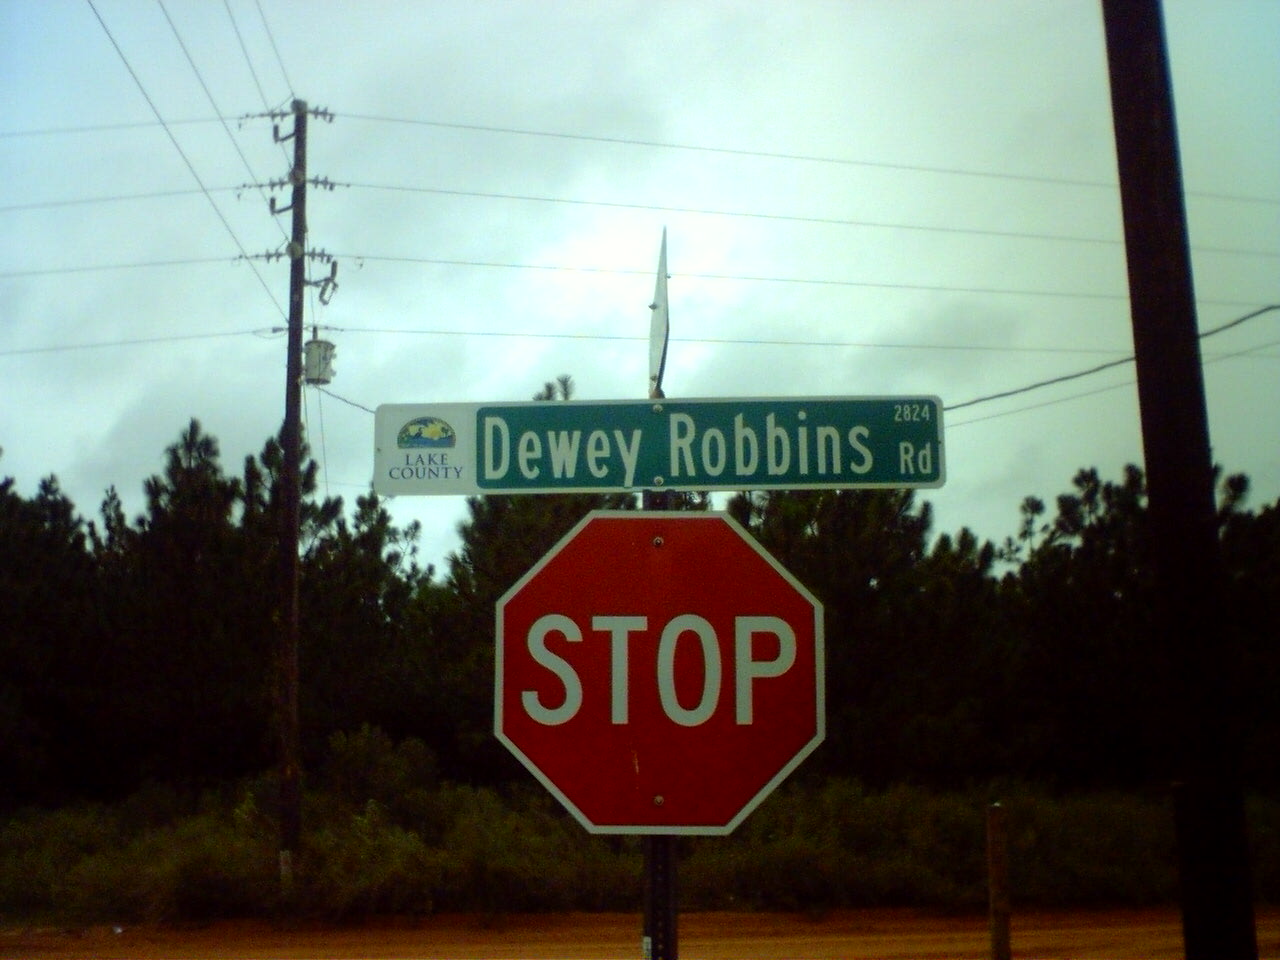 LAKE
COUNTY
Dewey Robbins Rd
2824
STOP